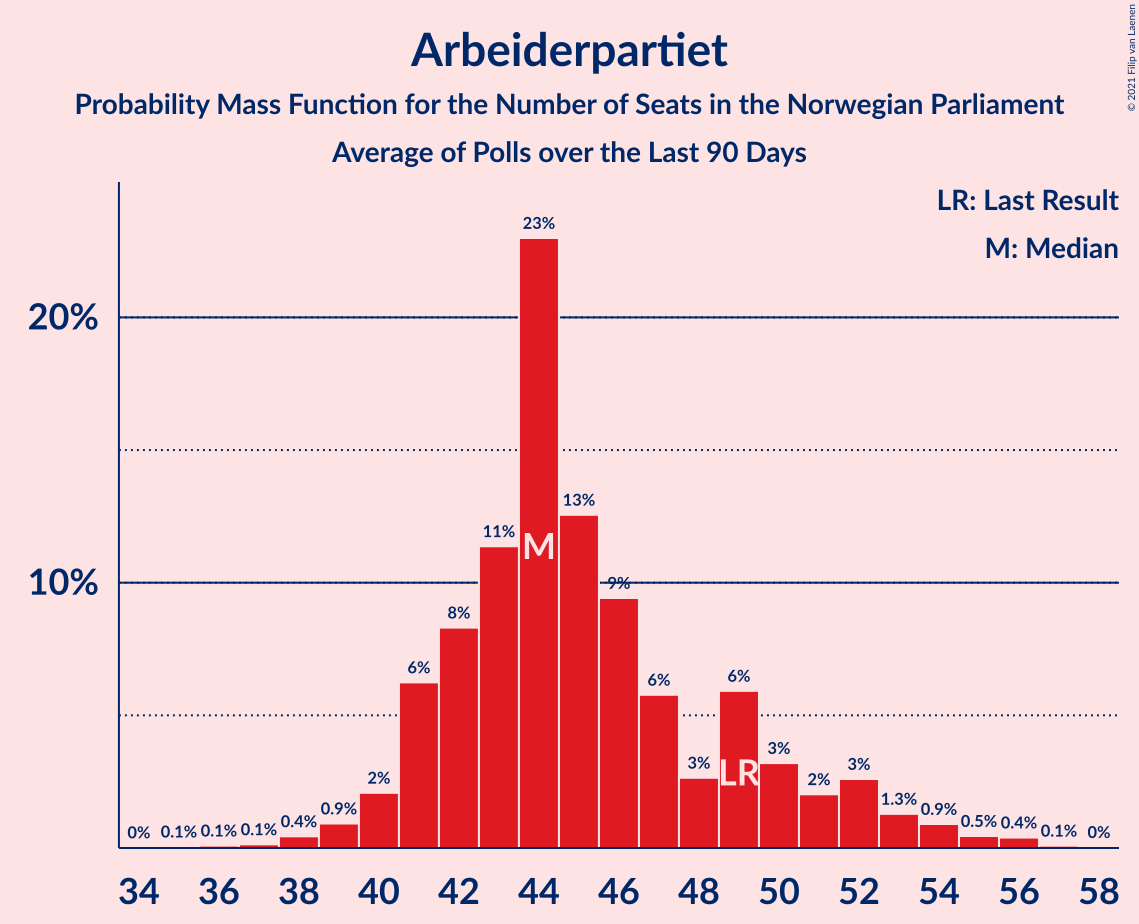 Arbeiderpartiet
Probability Mass Function for the Number of Seats in the Norwegian Parliament
Average of Polls over the Last 90 Days
© 2021 Filip van Laenen
LR: Last Result
M: Median
20%
10%
0% 0.1% 0.1% 0.1% 0.4% 0.9% 2% 6% 8% 11% 23% 13% 9% 6% 3% 6% 3% 2% 3% 1.3% 0.9% 0.5% 0.4% 0.1% 0%
M
LR
34 36 38 40 42 44 46 48 50 52 54 56 58